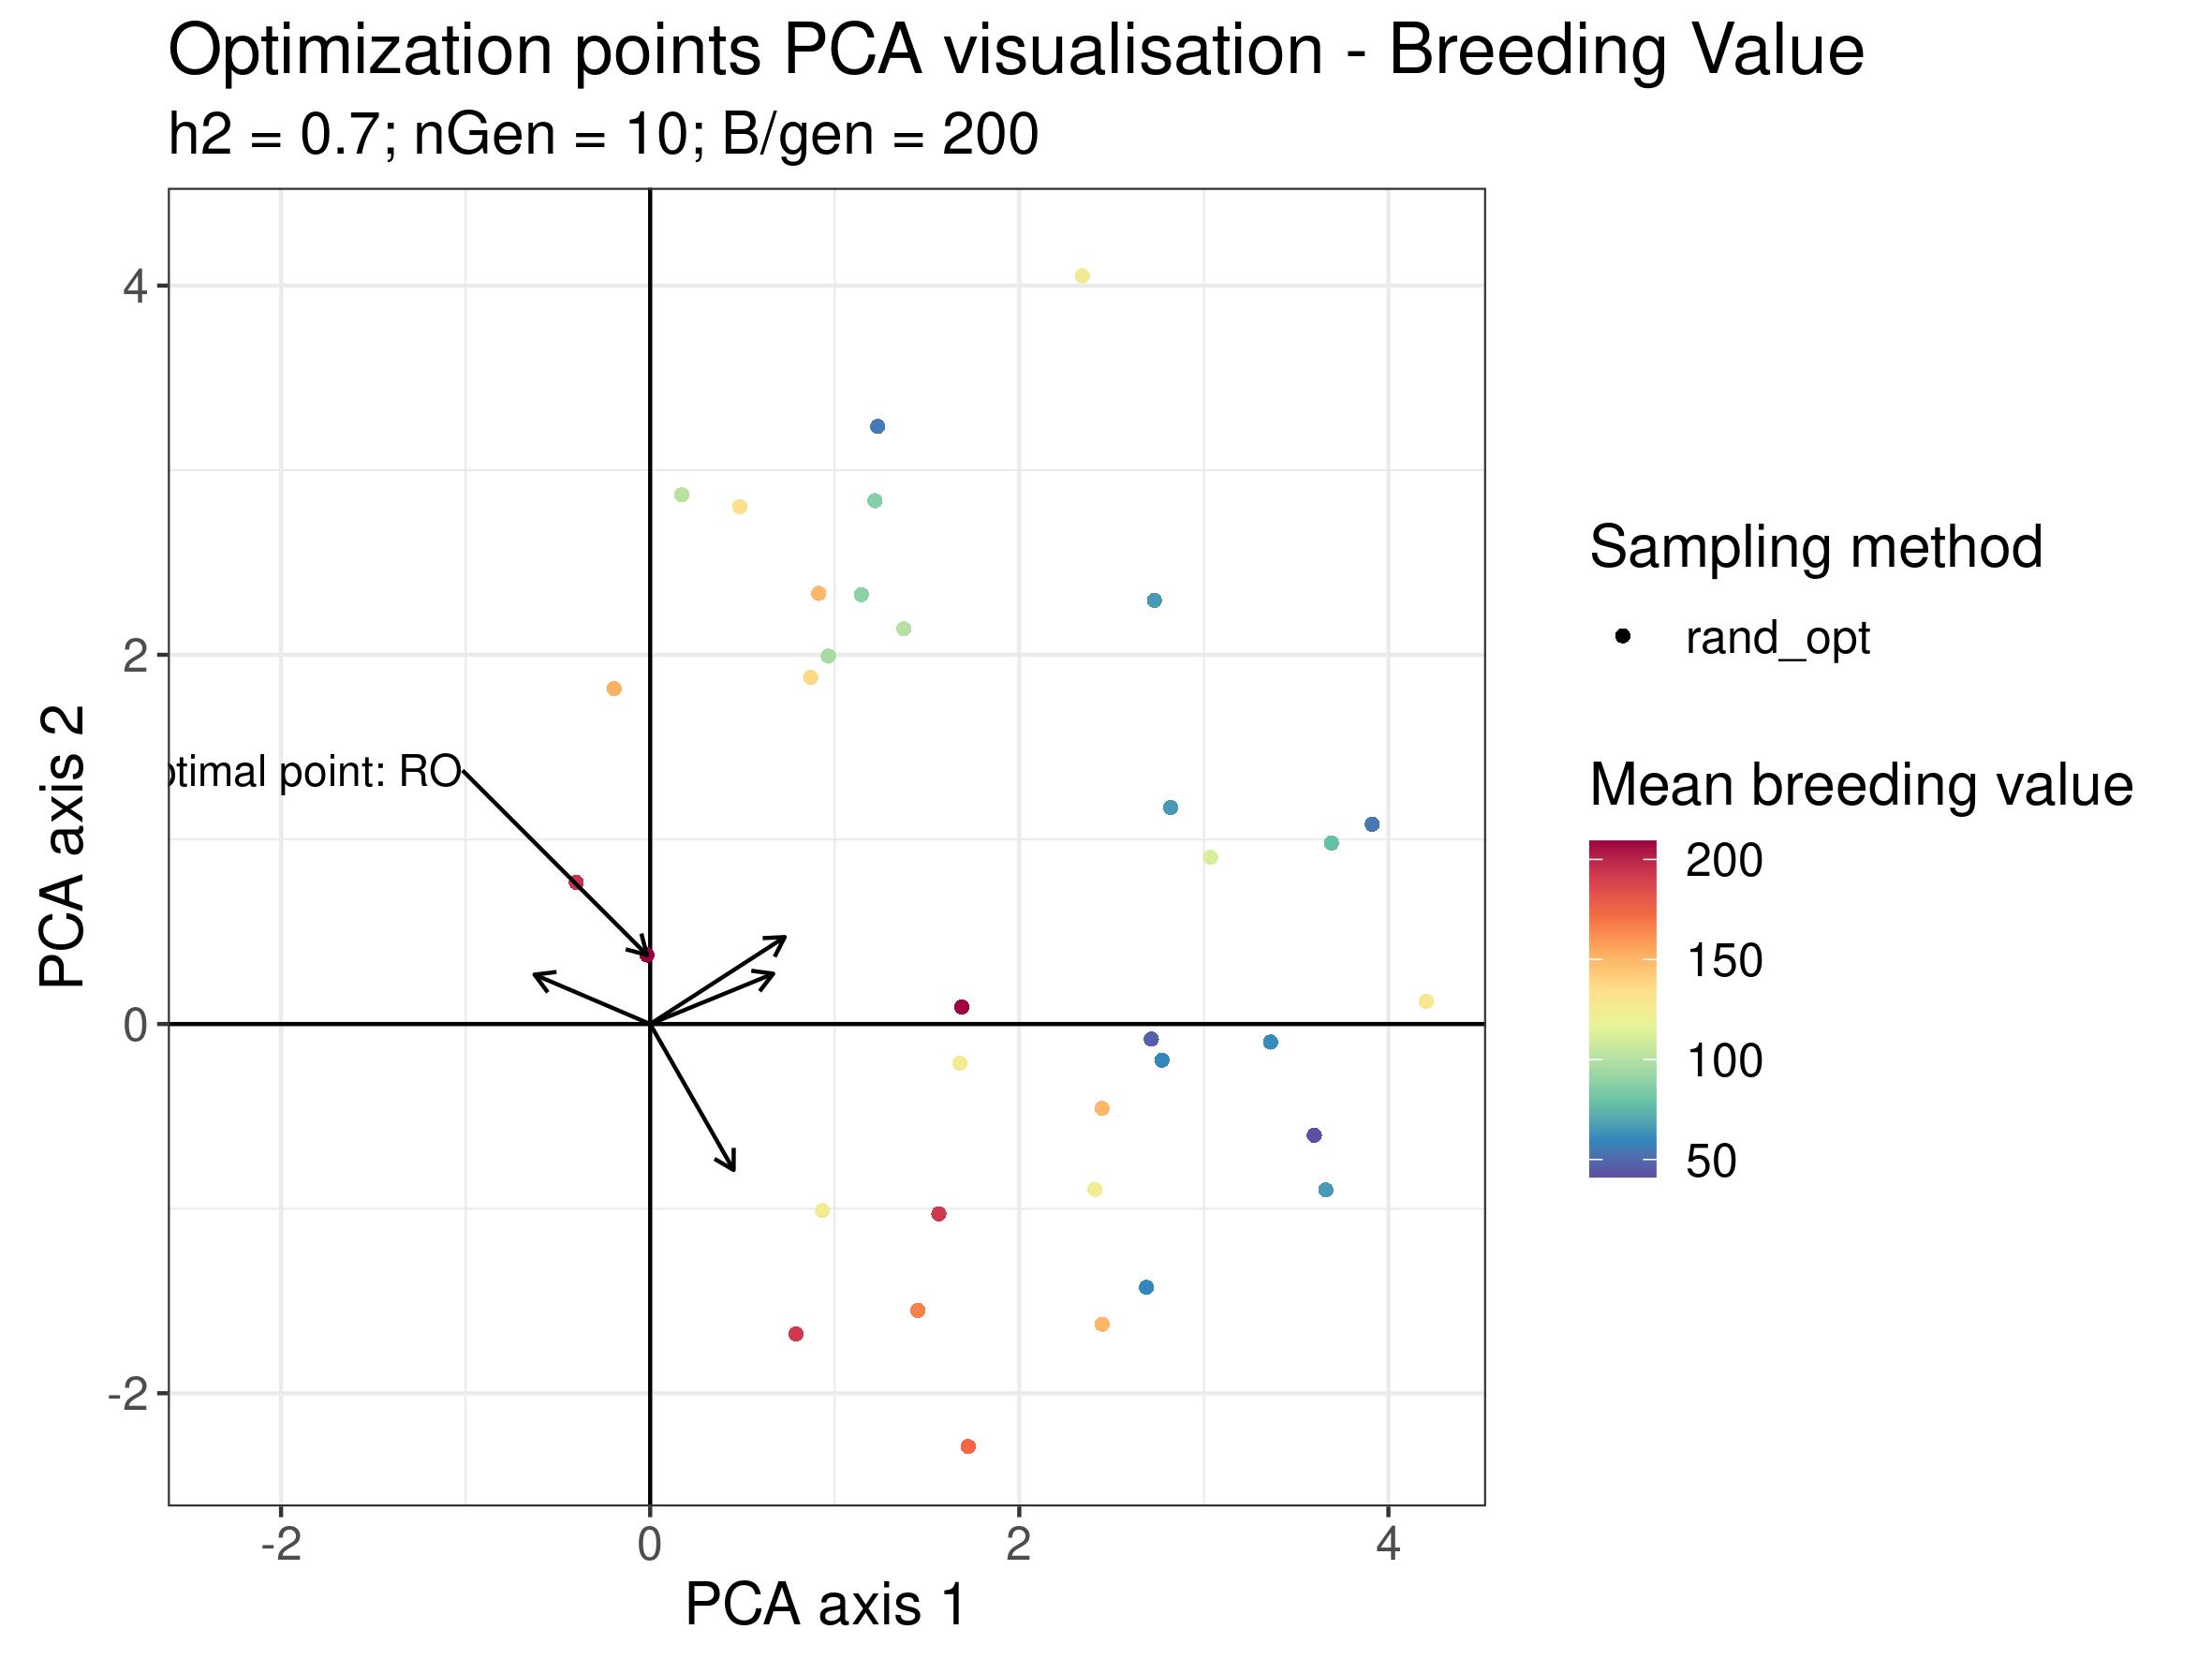 Optimization points PCA visualisation - Breeding Value
h2 = 0.7; nGen = 10; B/gen = 200
4
2
0
-2
PCA axis 2
point: RO
-2
0
2
4
PCA axis 1
Sampling method
rand_opt
Mean breeding value
200
150
100
50